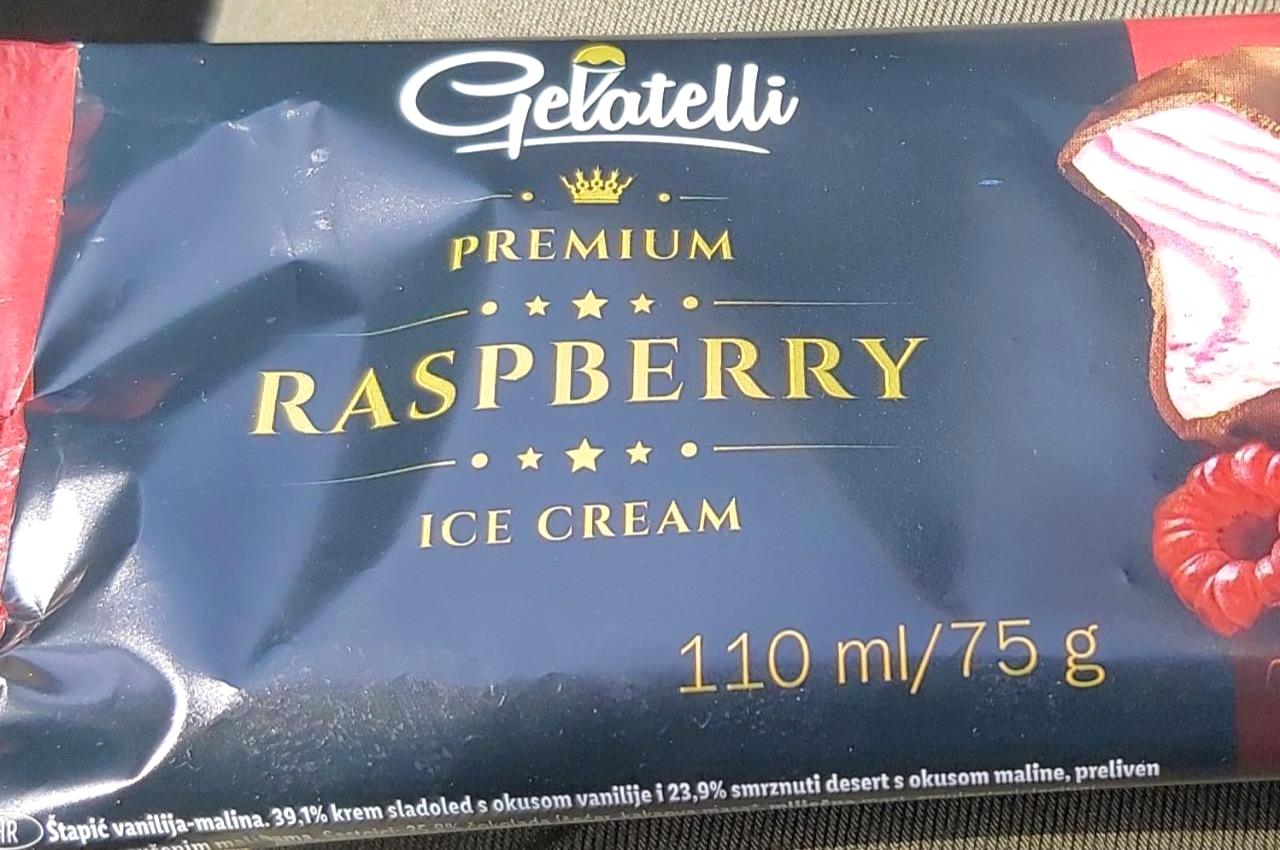 Gelatelli
PREMIUM
RASPBERRY
ICE CREAM
110 ml/75 g
HR Štapić vanilija-malina. 39,1% krem sladoled s okusom vanilije i 23,9% smrznuti desert s okusom maline, preliven